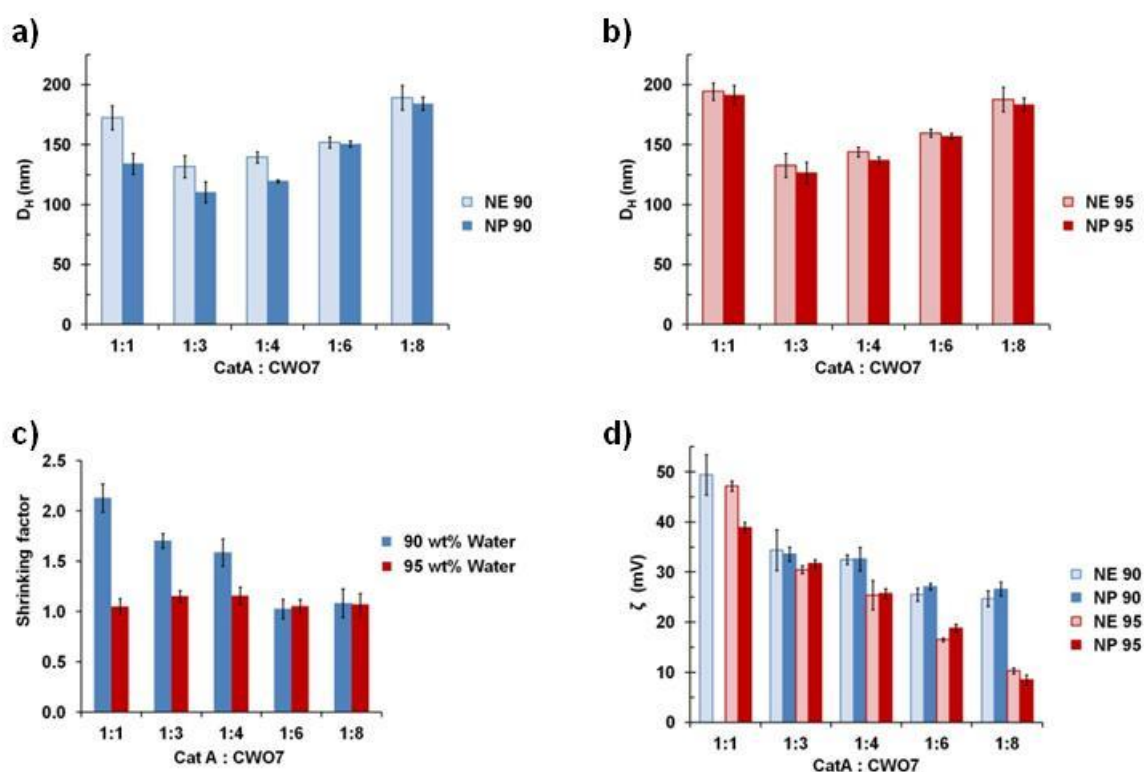 a)
200
150
100
50
0
D_H (nm)
1:1 1:3 1:4 1:6 1:8
CatA : CWO7
NE 90
NP 90
b)
200
150
100
50
0
D_H (nm)
1:1 1:3 1:4 1:6 1:8
CatA : CWO7
NE 95
NP 95
c)
2.5
2.0
1.5
1.0
0.5
0.0
Shrinking factor
1:1 1:3 1:4 1:6 1:8
Cat A : CWO7
90 wt% Water
95 wt% Water
d)
50
40
30
20
10
0
ζ (mV)
1:1 1:3 1:4 1:6 1:8
CatA : CWO7
NE 90
NP 90
NE 95
NP 95